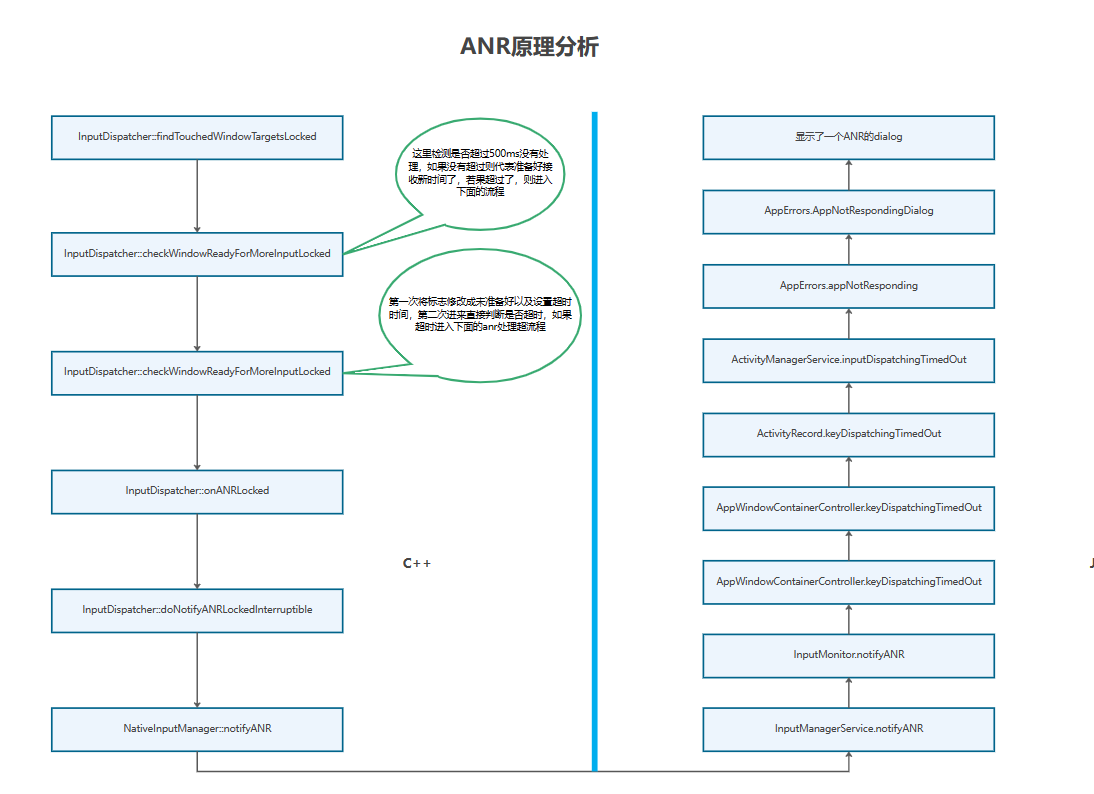 ANR原理分析
InputDispatcher::findTouchedWindowTargetsLocked
这里检测是否超过500ms没有处
理，如果没有超过则代表准备好接
收新时间了，若果超过了，则进入
下面的流程
InputDispatcher::checkWindowReadyForMoreInputLocked
第一次将标志修改成未准备好以及设置超时
时间，第二次进来直接判断是否超时，如果
超时进入下面的anr处理超流程
InputDispatcher::checkWindowReadyForMoreInputLocked
InputDispatcher::onANRLocked
C++
InputDispatcher::doNotifyANRLockedInterruptible
NativeInputManager::notifyANR
显示了一个ANR的dialog
AppErrors.AppNotRespondingDialog
AppErrors.appNotResponding
ActivityManagerService.inputDispatchingTimedOut
ActivityRecord.keyDispatchingTimedOut
AppWindowContainerController.keyDispatchingTimedOut
AppWindowContainerController.keyDispatchingTimedOut
InputMonitor.notifyANR
InputManagerService.notifyANR